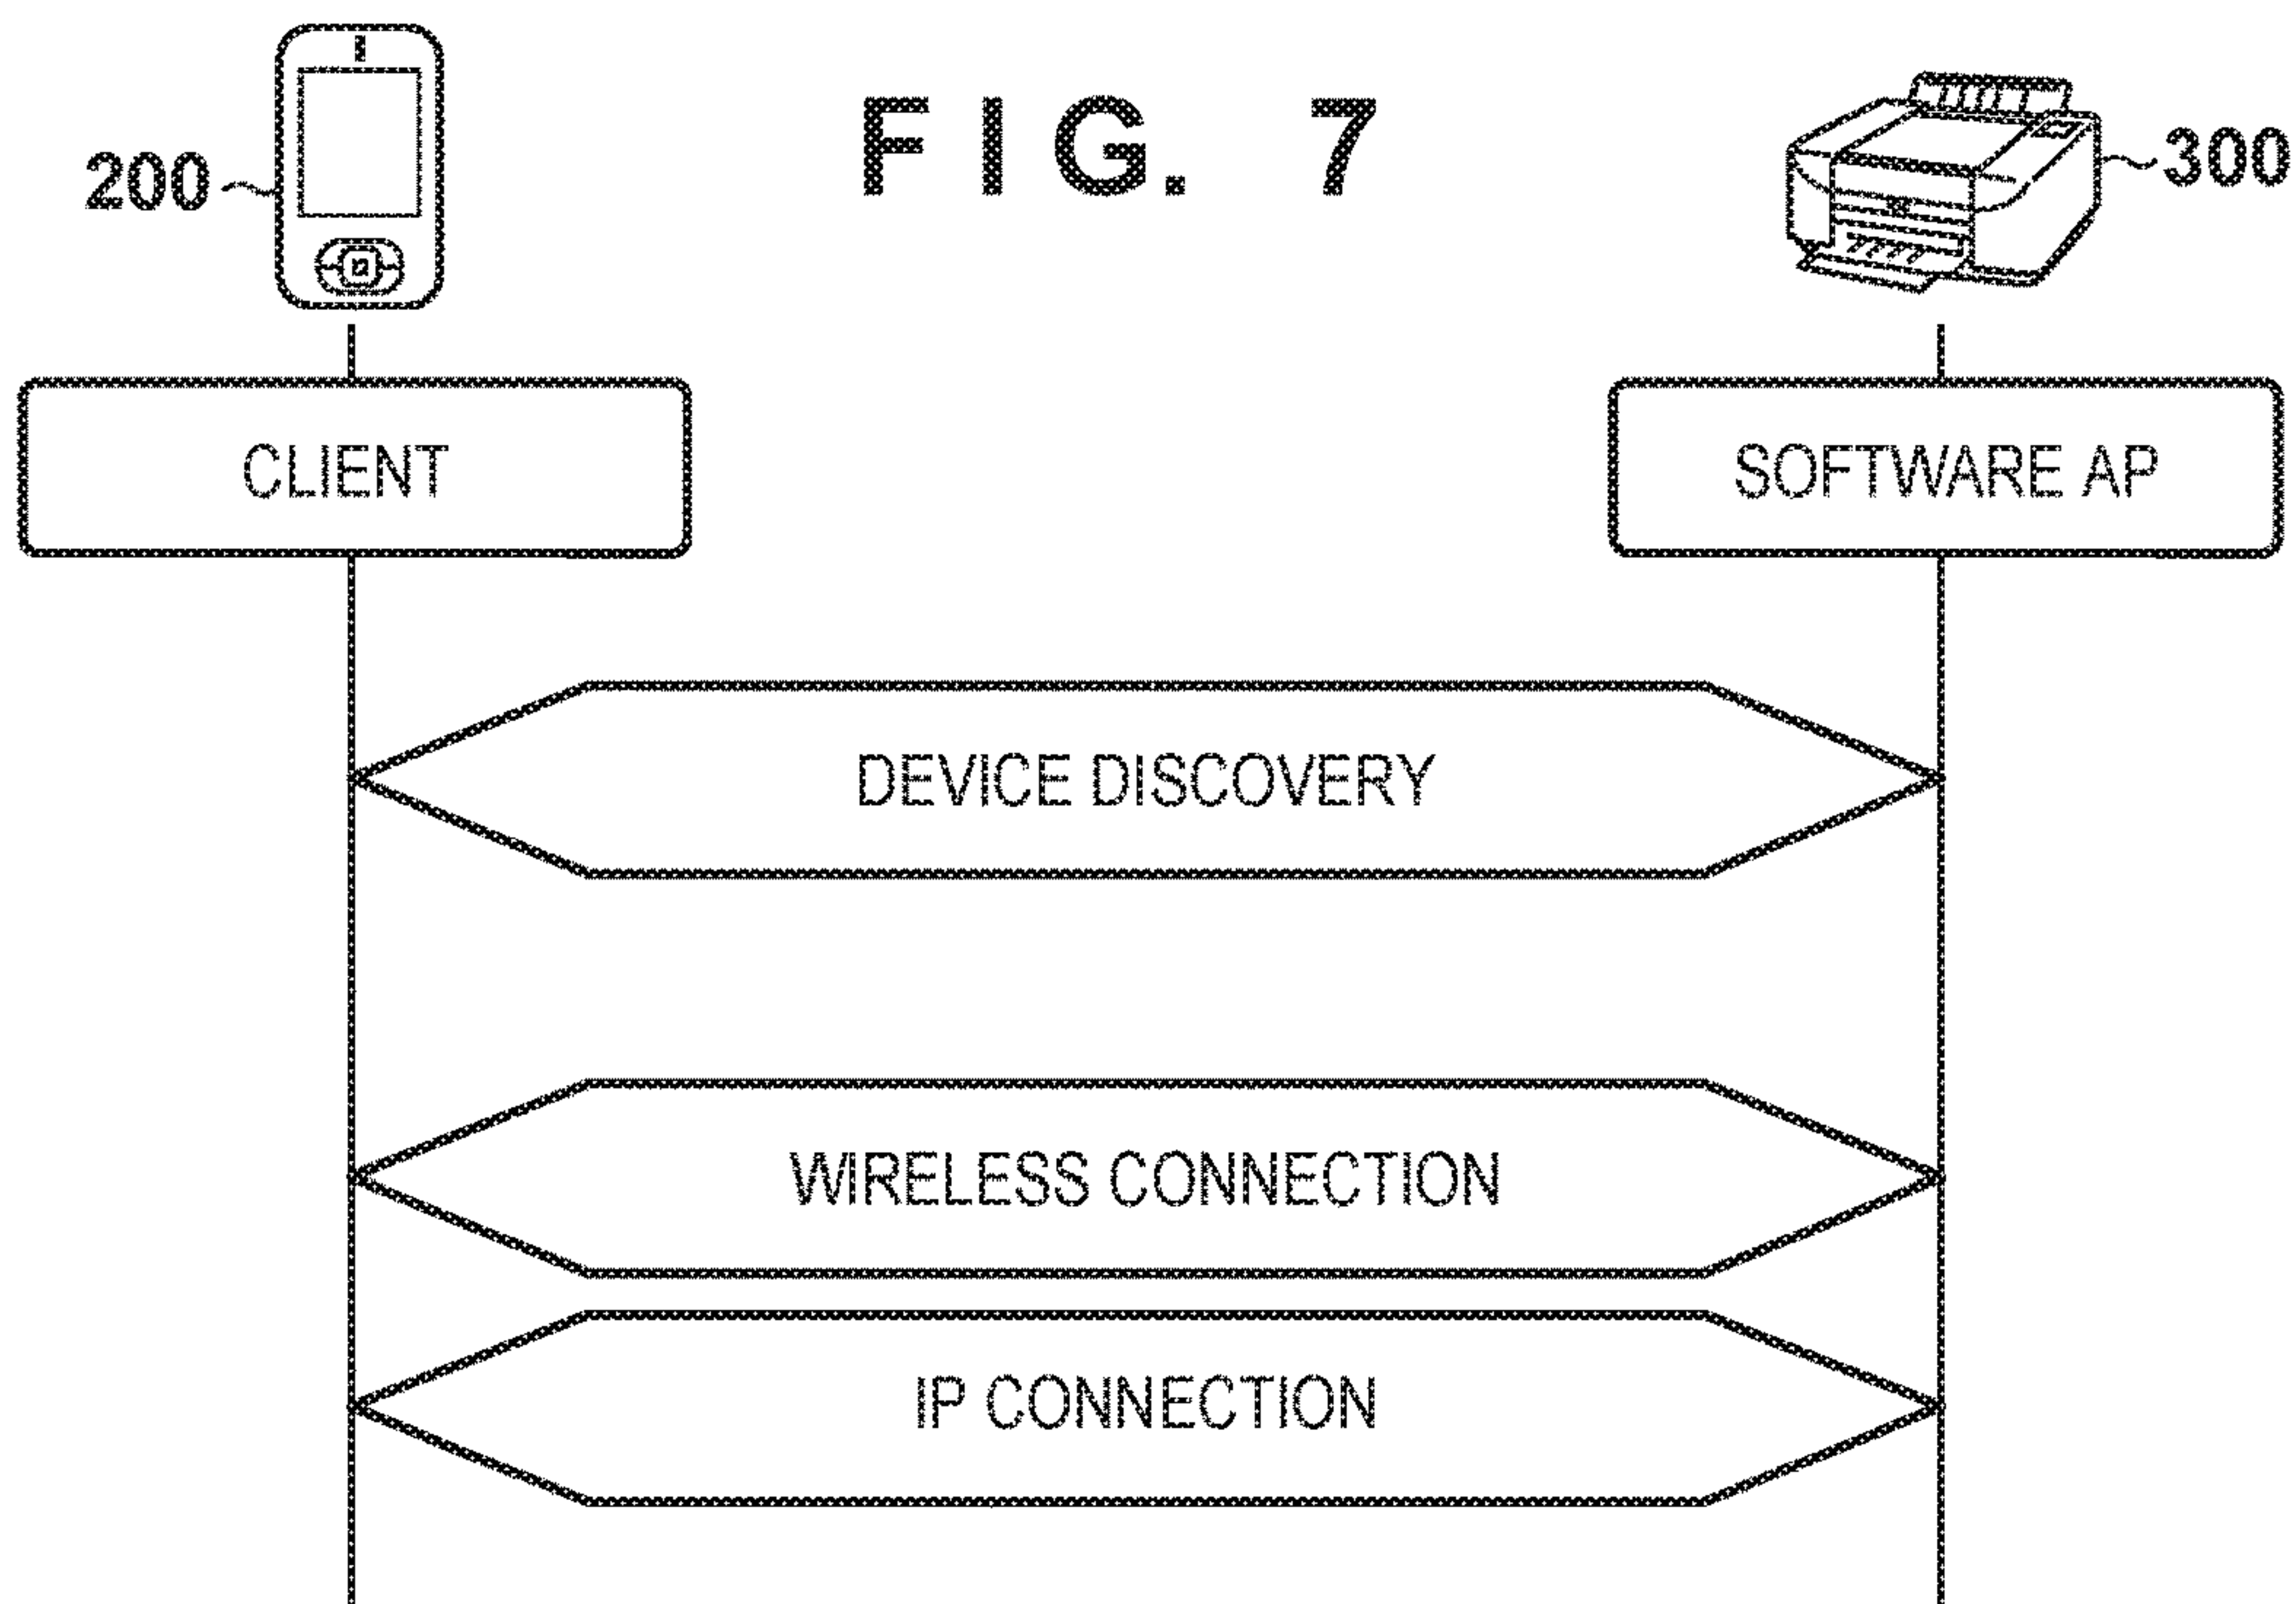 FIG. 7
200
300
CLIENT
SOFTWARE AP
DEVICE DISCOVERY
WIRELESS CONNECTION
IP CONNECTION